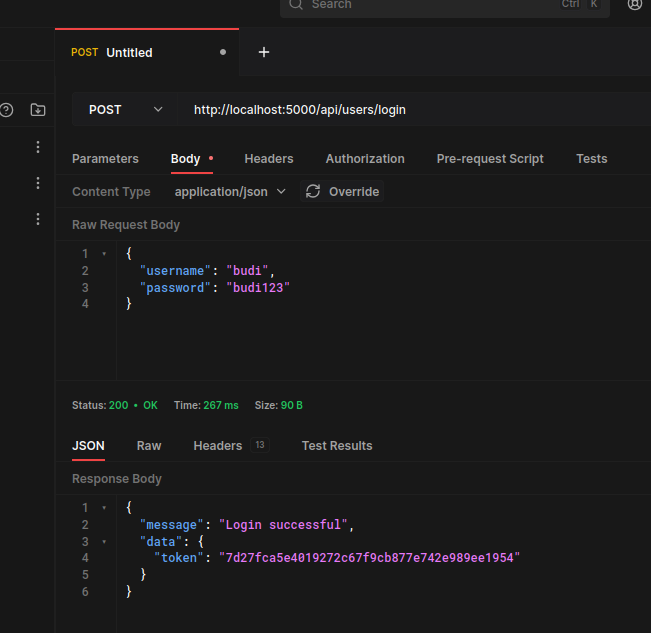 Search Ctrl K
POST Untitled
POST http://localhost:5000/api/users/login
Parameters Body Headers Authorization Pre-request Script Tests
Content Type application/json Override
Raw Request Body
1 {
2 "username": "budi",
3 "password": "budi123"
4 }
Status: 200 • OK Time: 267 ms Size: 90 B
JSON Raw Headers 13 Test Results
Response Body
1 {
2 "message": "Login successful",
3 "data": {
4 "token": "7d27fca5e4019272c67f9cb877e742e989ee1954"
5 }
6 }